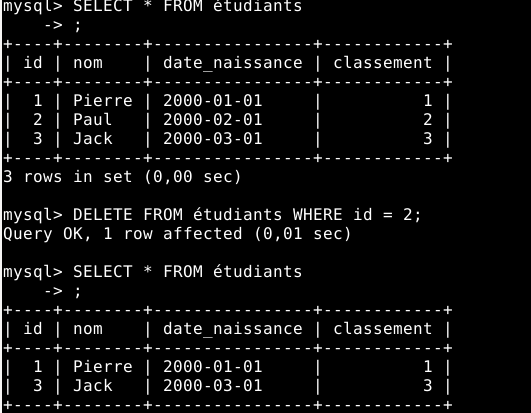 mysql> SELECT * FROM étudiants
    -> ;
+----+--------+----------------+------------+
| id | nom    | date_naissance | classement |
+----+--------+----------------+------------+
|  1 | Pierre | 2000-01-01     |          1 |
|  2 | Paul   | 2000-02-01     |          2 |
|  3 | Jack   | 2000-03-01     |          3 |
+----+--------+----------------+------------+
3 rows in set (0,00 sec)
mysql> DELETE FROM étudiants WHERE id = 2;
Query OK, 1 row affected (0,01 sec)
mysql> SELECT * FROM étudiants
    -> ;
+----+--------+----------------+------------+
| id | nom    | date_naissance | classement |
+----+--------+----------------+------------+
|  1 | Pierre | 2000-01-01     |          1 |
|  3 | Jack   | 2000-03-01     |          3 |
+----+--------+----------------+------------+